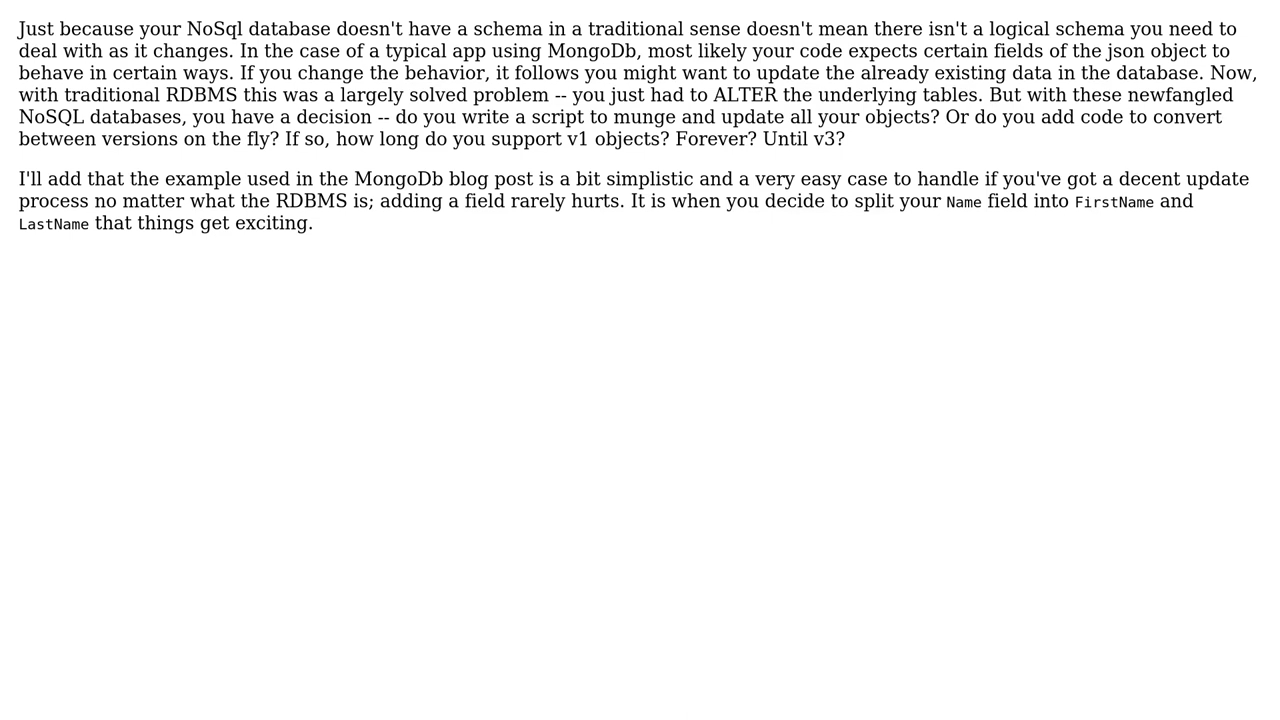 Just because your NoSql database doesn't have a schema in a traditional sense doesn't mean there isn't a logical schema you need to
deal with as it changes. In the case of a typical app using MongoDb, most likely your code expects certain fields of the json object to
behave in certain ways. If you change the behavior, it follows you might want to update the already existing data in the database. Now,
with traditional RDBMS this was a largely solved problem -- you just had to ALTER the underlying tables. But with these newfangled
NoSQL databases, you have a decision -- do you write a script to munge and update all your objects? Or do you add code to convert
between versions on the fly? If so, how long do you support v1 objects? Forever? Until v3?
I'll add that the example used in the MongoDb blog post is a bit simplistic and a very easy case to handle if you've got a decent update
process no matter what the RDBMS is; adding a field rarely hurts. It is when you decide to split your Name field into FirstName and
LastName that things get exciting.